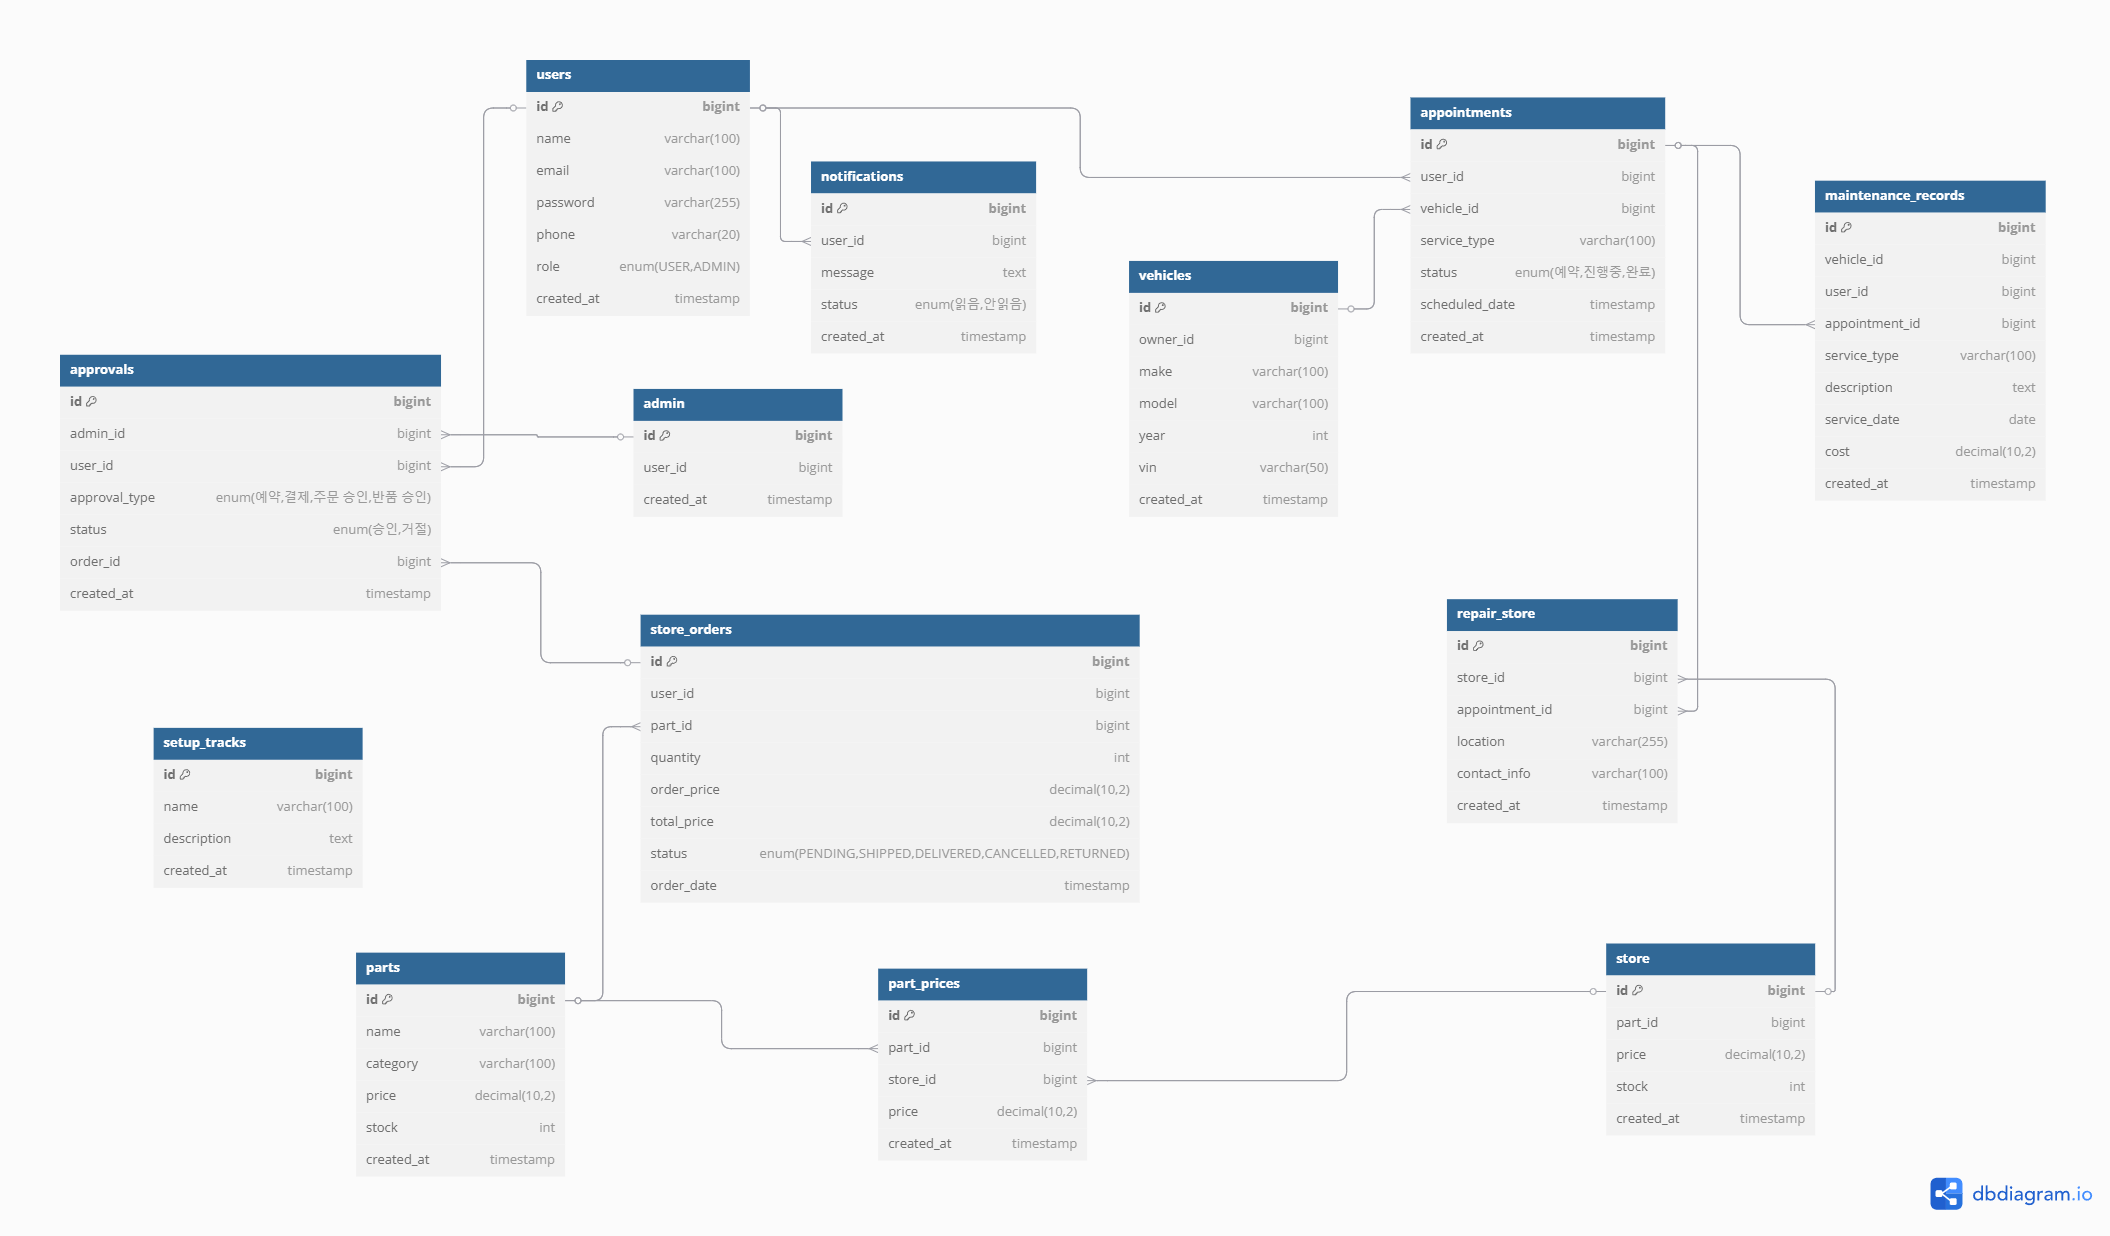 users
id bigint
name varchar(100)
email varchar(100)
password varchar(255)
phone varchar(20)
role enum(USER,ADMIN)
created_at timestamp
notifications
id bigint
user_id bigint
message text
status enum(읽음,안읽음)
created_at timestamp
appointments
id bigint
user_id bigint
vehicle_id bigint
service_type varchar(100)
status enum(예약,진행중,완료)
scheduled_date timestamp
created_at timestamp
maintenance_records
id bigint
vehicle_id bigint
user_id bigint
appointment_id bigint
service_type varchar(100)
description text
service_date date
cost decimal(10,2)
created_at timestamp
vehicles
id bigint
owner_id bigint
make varchar(100)
model varchar(100)
year int
vin varchar(50)
created_at timestamp
approvals
id bigint
admin_id bigint
user_id bigint
approval_type enum(예약,결제,주문 승인,반품 승인)
status enum(승인,거절)
order_id bigint
created_at timestamp
admin
id bigint
user_id bigint
created_at timestamp
store_orders
id bigint
user_id bigint
part_id bigint
quantity int
order_price decimal(10,2)
total_price decimal(10,2)
status enum(PENDING,SHIPPED,DELIVERED,CANCELLED,RETURNED)
order_date timestamp
repair_store
id bigint
store_id bigint
appointment_id bigint
location varchar(255)
contact_info varchar(100)
created_at timestamp
setup_tracks
id bigint
name varchar(100)
description text
created_at timestamp
parts
id bigint
name varchar(100)
category varchar(100)
price decimal(10,2)
stock int
created_at timestamp
part_prices
id bigint
part_id bigint
store_id bigint
price decimal(10,2)
created_at timestamp
store
id bigint
part_id bigint
price decimal(10,2)
stock int
created_at timestamp
dbdiagram.io